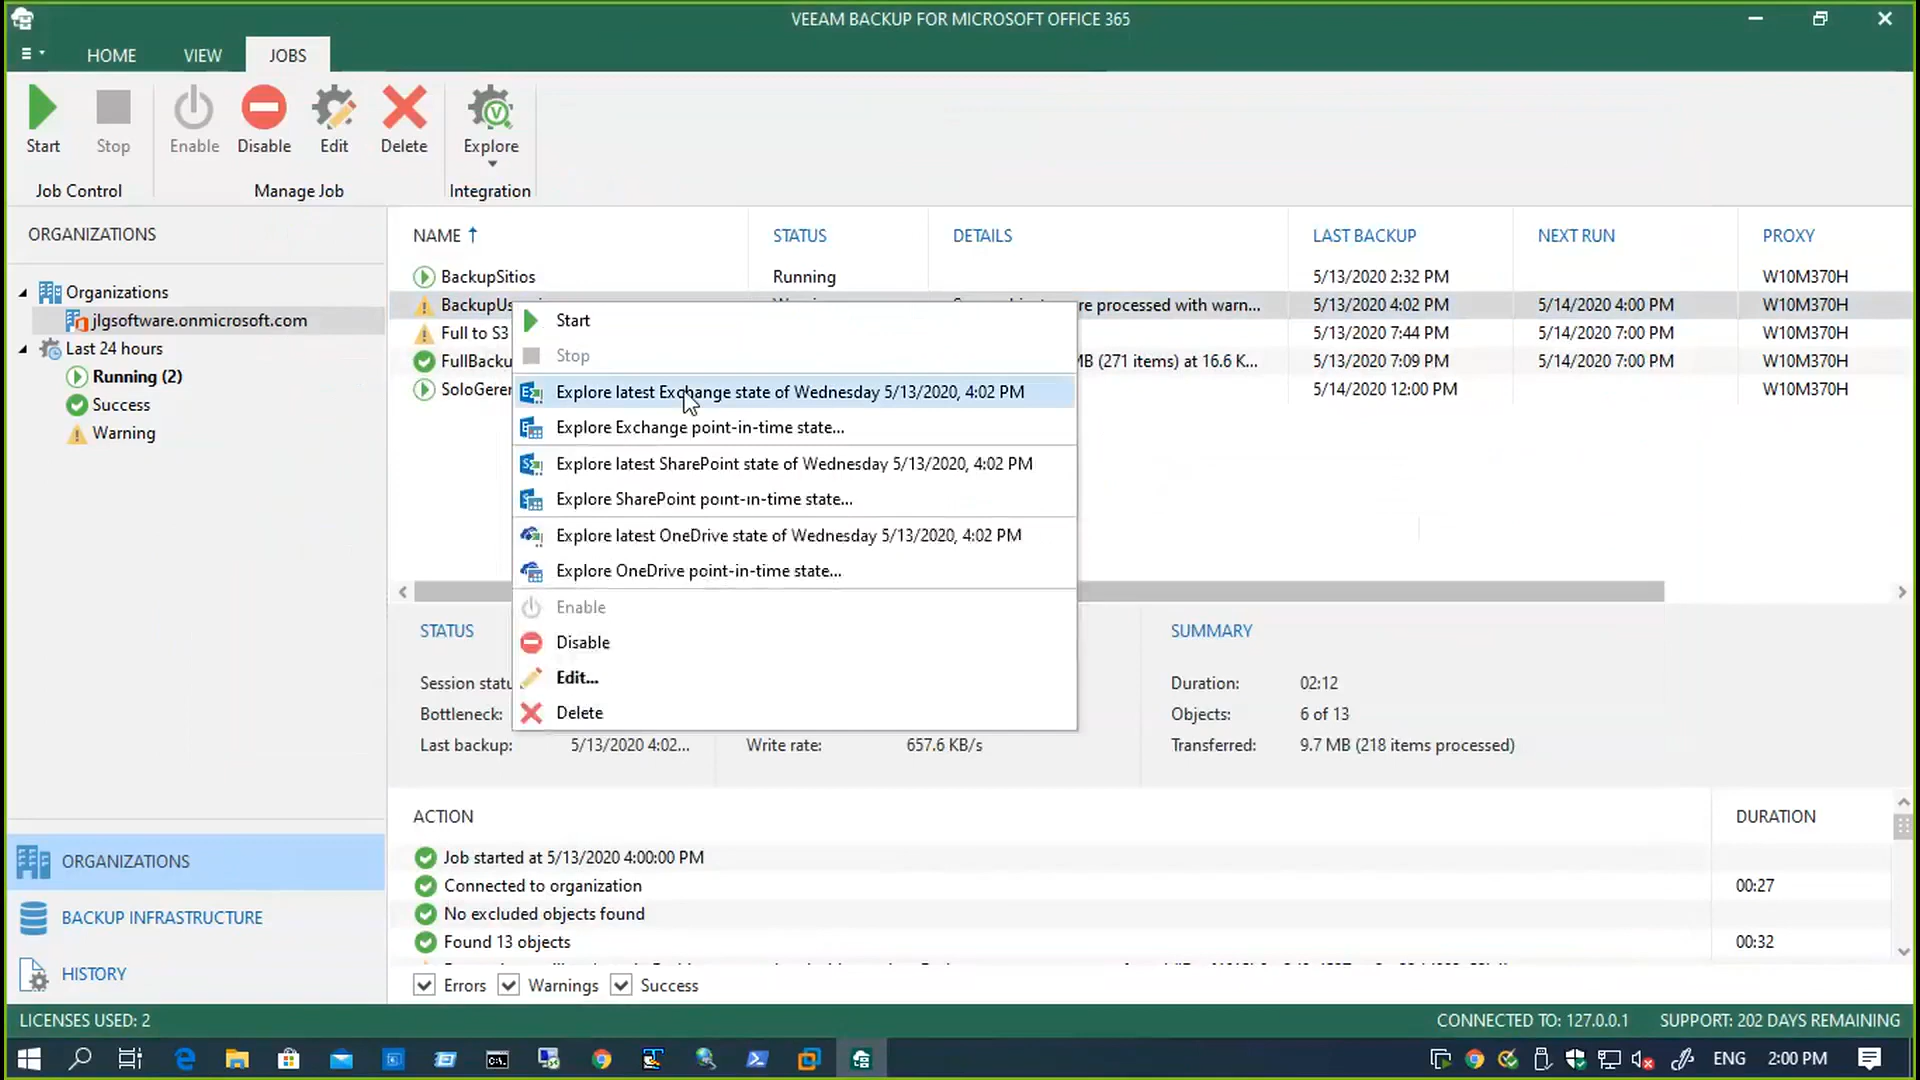 VEEAM BACKUP FOR MICROSOFT OFFICE 365
HOME VIEW JOBS
Start Stop Enable Disable Edit Delete Explore
Job Control Manage Job Integration
ORGANIZATIONS
Organizations
jlgsoftware.onmicrosoft.com
Last 24 hours
Running (2)
Success
Warning
NAME STATUS DETAILS LAST BACKUP NEXT RUN PROXY
BackupSitios Running 5/13/2020 2:32 PM W10M370H
re processed with warn... 5/13/2020 4:02 PM 5/14/2020 4:00 PM W10M370H
Full to S3 5/13/2020 7:44 PM 5/14/2020 7:00 PM W10M370H
FullBacku MB (271 items) at 16.6 K... 5/13/2020 7:09 PM 5/14/2020 7:00 PM W10M370H
SoloGeren 5/14/2020 12:00 PM W10M370H
Start
Stop
Explore latest Exchange state of Wednesday 5/13/2020, 4:02 PM
Explore Exchange point-in-time state...
Explore latest SharePoint state of Wednesday 5/13/2020, 4:02 PM
Explore SharePoint point-in-time state...
Explore latest OneDrive state of Wednesday 5/13/2020, 4:02 PM
Explore OneDrive point-in-time state...
Enable
Disable
Edit...
Delete
STATUS SUMMARY
Session statu Duration: 02:12
Bottleneck: Objects: 6 of 13
Last backup: 5/13/2020 4:02... Write rate: 657.6 KB/s Transferred: 9.7 MB (218 items processed)
ACTION DURATION
Job started at 5/13/2020 4:00:00 PM
Connected to organization 00:27
No excluded objects found
Found 13 objects 00:32
Errors Warnings Success
ORGANIZATIONS
BACKUP INFRASTRUCTURE
HISTORY
LICENSES USED: 2 CONNECTED TO: 127.0.0.1 SUPPORT: 202 DAYS REMAINING
ENG 2:00 PM